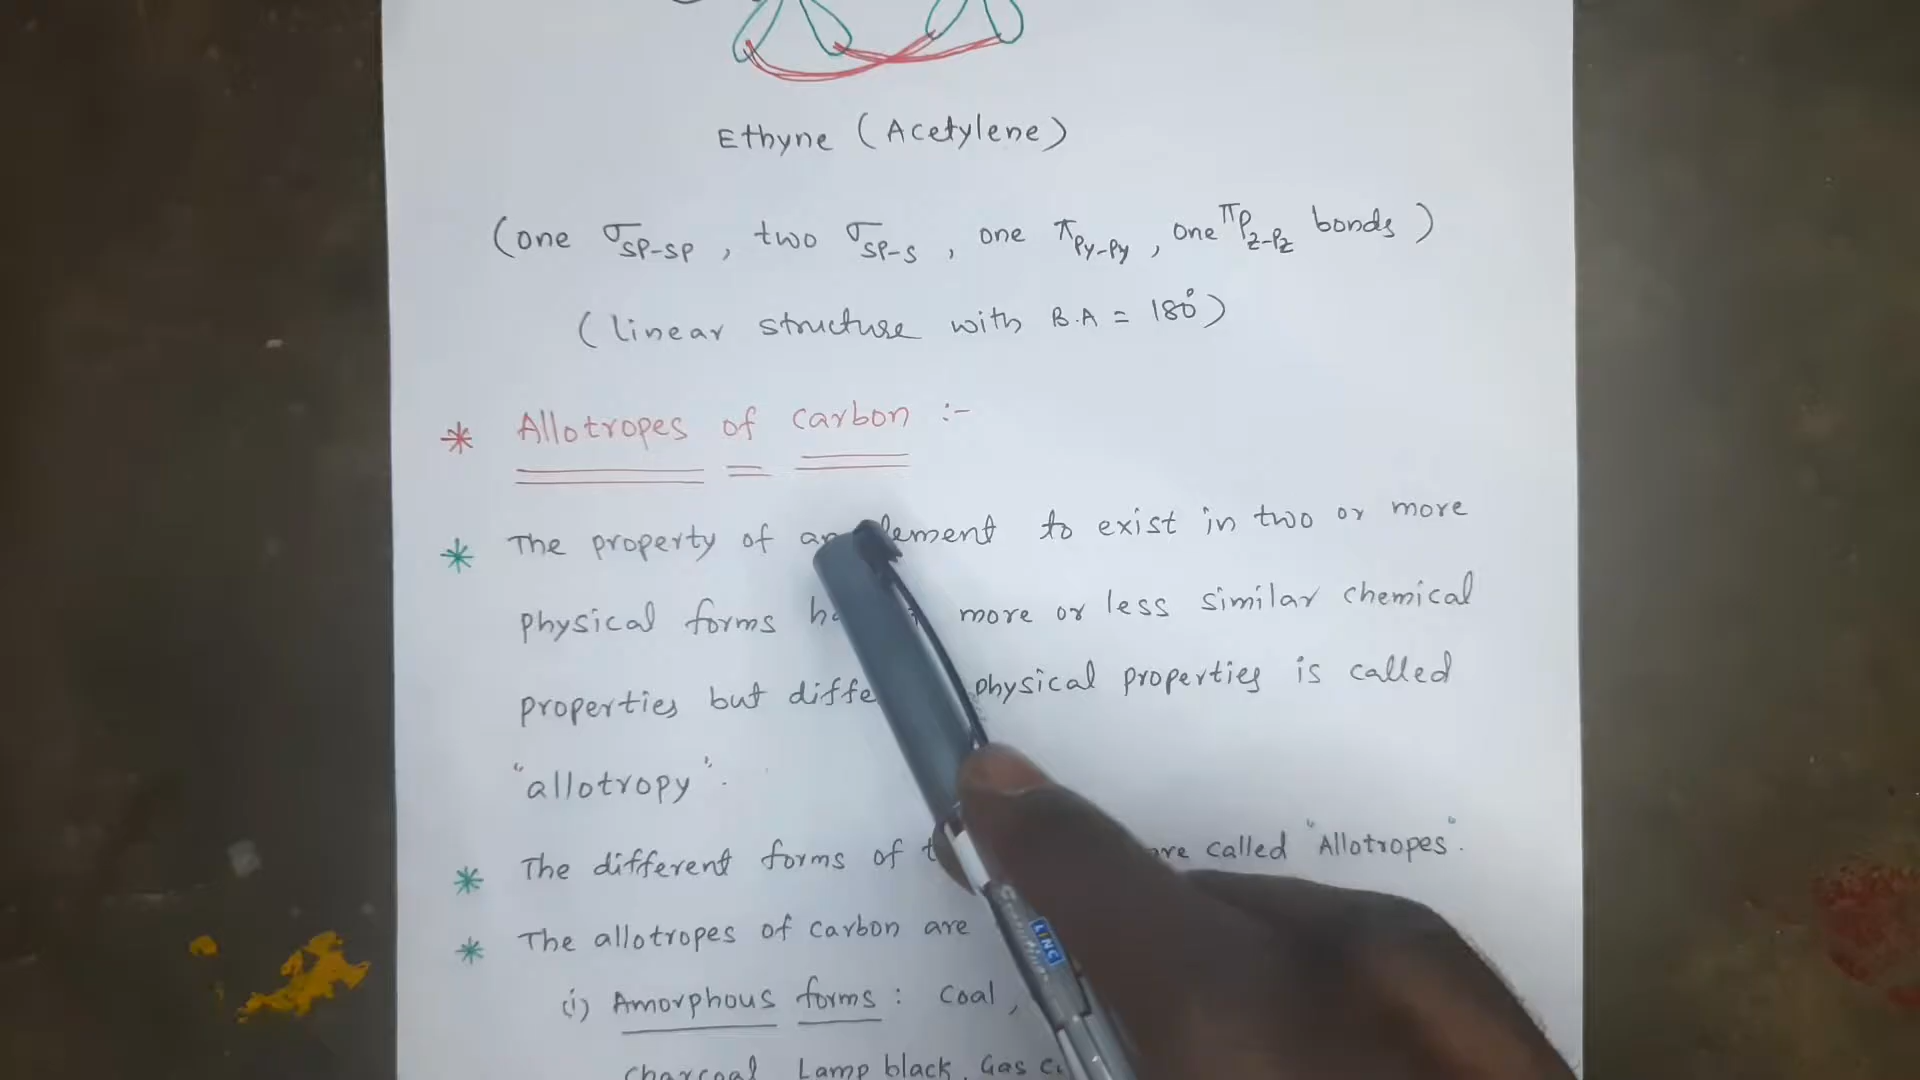 Ethyne (Acetylene)
(one σsp-sp, two σsp-s, one πpy-py, one πpz-pz bonds)
(linear structure with B.A = 180°)
* Allotropes of carbon :-
* The property of an element to exist in two or more
physical forms more or less similar chemical
properties but physical properties is called
"allotropy".
* The different forms of are called "Allotropes".
* The allotropes of carbon are
(i) Amorphous forms : coal,
charcoal Lamp black, Gas
LINC